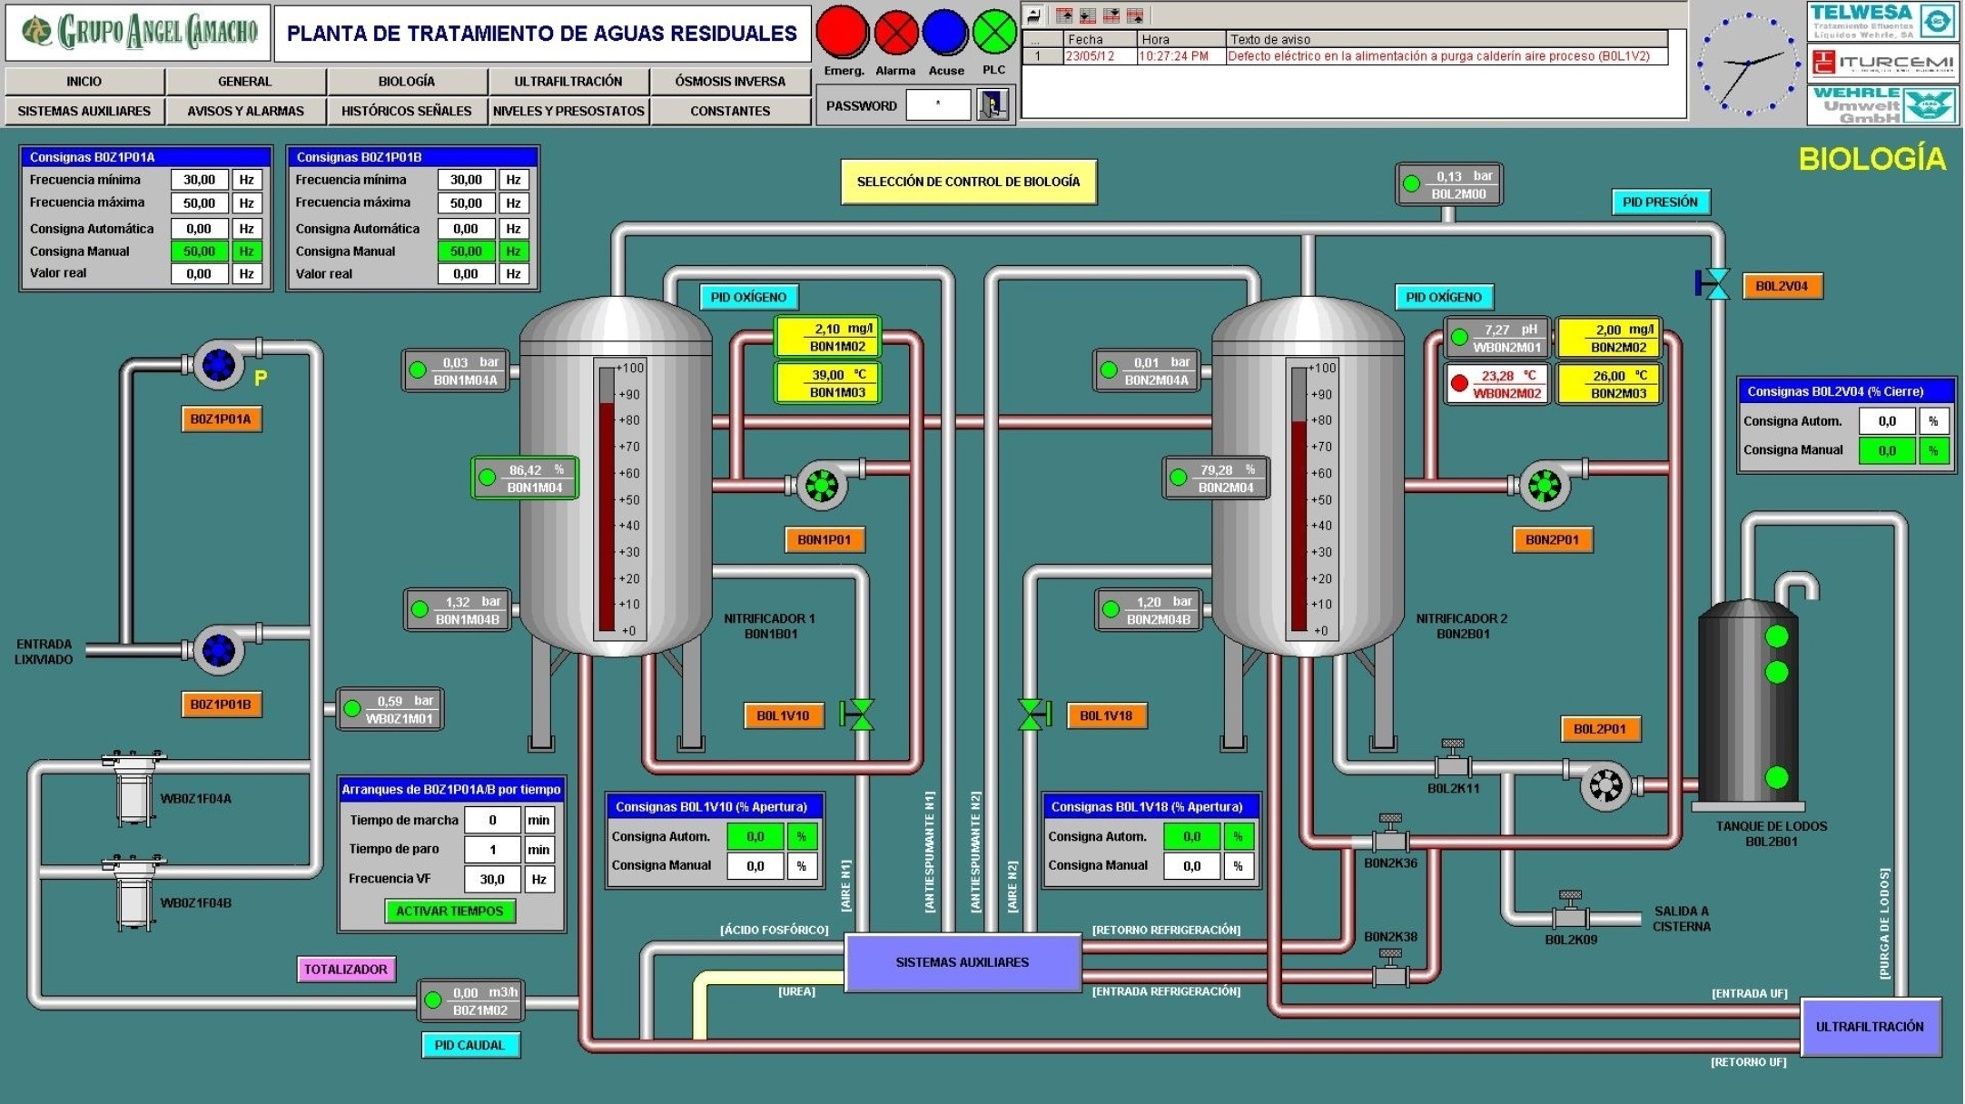 GRUPO ANGEL CAMACHO
PLANTA DE TRATAMIENTO DE AGUAS RESIDUALES
Emerg. Alarma Acuse PLC
PASSWORD *
... Fecha Hora Texto de aviso
1 23/05/12 10:27:24 PM Defecto eléctrico en la alimentación a purga calderín aire proceso (B0L1V2)
TELWESA
Tratamiento Efluentes
Líquidos Wehrle, SA
ITURCEMI
WEHRLE
Umwelt
GmbH
INICIO GENERAL BIOLOGÍA ULTRAFILTRACIÓN ÓSMOSIS INVERSA
SISTEMAS AUXILIARES AVISOS Y ALARMAS HISTÓRICOS SEÑALES NIVELES Y PRESOSTATOS CONSTANTES
BIOLOGÍA
Consignas B0Z1P01A
Frecuencia mínima 30,00 Hz
Frecuencia máxima 50,00 Hz
Consigna Automática 0,00 Hz
Consigna Manual 50,00 Hz
Valor real 0,00 Hz
Consignas B0Z1P01B
Frecuencia mínima 30,00 Hz
Frecuencia máxima 50,00 Hz
Consigna Automática 0,00 Hz
Consigna Manual 50,00 Hz
Valor real 0,00 Hz
SELECCIÓN DE CONTROL DE BIOLOGÍA
0,13 bar
B0L2M00
PID PRESIÓN
B0L2V04
PID OXÍGENO
2,10 mg/l
B0N1M02
39,00 °C
B0N1M03
PID OXÍGENO
7,27 pH
WB0N2M01
2,00 mg/l
B0N2M02
23,28 °C
WB0N2M02
26,00 °C
B0N2M03
0,03 bar
B0N1M04A
0,01 bar
B0N2M04A
P
B0Z1P01A
+100
+90
+80
+70
+60
+50
+40
+30
+20
+10
+0
+100
+90
+80
+70
+60
+50
+40
+30
+20
+10
+0
Consignas B0L2V04 (% Cierre)
Consigna Autom. 0,0 %
Consigna Manual 0,0 %
86,42 %
B0N1M04
79,28 %
B0N2M04
B0N1P01
B0N2P01
1,32 bar
B0N1M04B
1,20 bar
B0N2M04B
NITRIFICADOR 1
B0N1B01
NITRIFICADOR 2
B0N2B01
ENTRADA
LIXIVIADO
B0Z1P01B
0,59 bar
WB0Z1M01
B0L1V10
B0L1V18
B0L2P01
B0L2K11
TANQUE DE LODOS
B0L2B01
WB0Z1F04A
WB0Z1F04B
Arranques de B0Z1P01A/B por tiempo
Tiempo de marcha 0 min
Tiempo de paro 1 min
Frecuencia VF 30,0 Hz
ACTIVAR TIEMPOS
Consignas B0L1V10 (% Apertura)
Consigna Autom. 0,0 %
Consigna Manual 0,0 %
[AIRE N1]
[ANTIESPUMANTE N1]
[ANTIESPUMANTE N2]
[AIRE N2]
Consignas B0L1V18 (% Apertura)
Consigna Autom. 0,0 %
Consigna Manual 0,0 %
B0N2K36
B0L2K09
SALIDA A
CISTERNA
[PURGA DE LODOS]
[ÁCIDO FOSFÓRICO]
[UREA]
SISTEMAS AUXILIARES
[RETORNO REFRIGERACIÓN]
[ENTRADA REFRIGERACIÓN]
B0N2K38
TOTALIZADOR
0,00 m3/h
B0Z1M02
PID CAUDAL
[ENTRADA UF]
ULTRAFILTRACIÓN
[RETORNO UF]